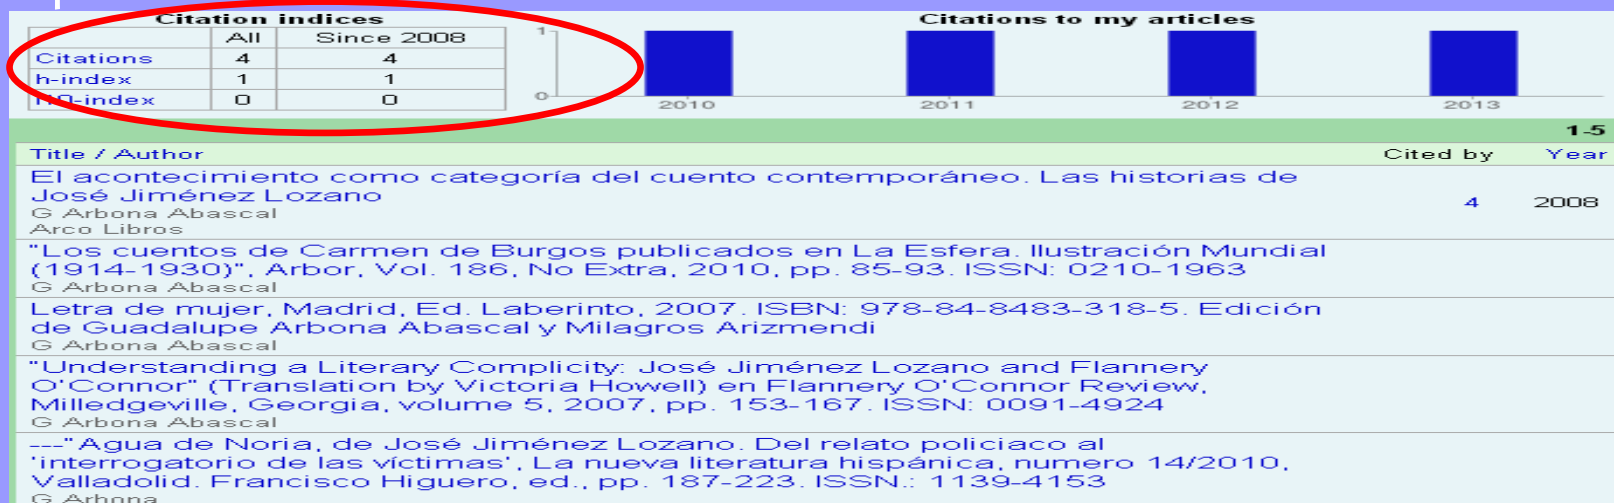 Citation indices
All Since 2008
Citations 4 4
h-index 1 1
i10-index 0 0
Citations to my articles
1
0
2010 2011 2012 2013
1-5
Title / Author Cited by Year
El acontecimiento como categoría del cuento contemporáneo. Las historias de
José Jiménez Lozano
4 2008
G Arbona Abascal
Arco Libros
"Los cuentos de Carmen de Burgos publicados en La Esfera. Ilustración Mundial
(1914-1930)", Arbor, Vol. 186, No Extra, 2010, pp. 85-93. ISSN: 0210-1963
G Arbona Abascal
Letra de mujer, Madrid, Ed. Laberinto, 2007. ISBN: 978-84-8483-318-5. Edición
de Guadalupe Arbona Abascal y Milagros Arizmendi
G Arbona Abascal
"Understanding a Literary Complicity: José Jiménez Lozano and Flannery
O'Connor" (Translation by Victoria Howell) en Flannery O'Connor Review,
Milledgeville, Georgia, volume 5, 2007, pp. 153-167. ISSN: 0091-4924
G Arbona Abascal
---"Agua de Noria, de José Jiménez Lozano. Del relato policiaco al
'interrogatorio de las víctimas', La nueva literatura hispánica, numero 14/2010,
Valladolid. Francisco Higuero, ed., pp. 187-223. ISSN.: 1139-4153
G Arbona